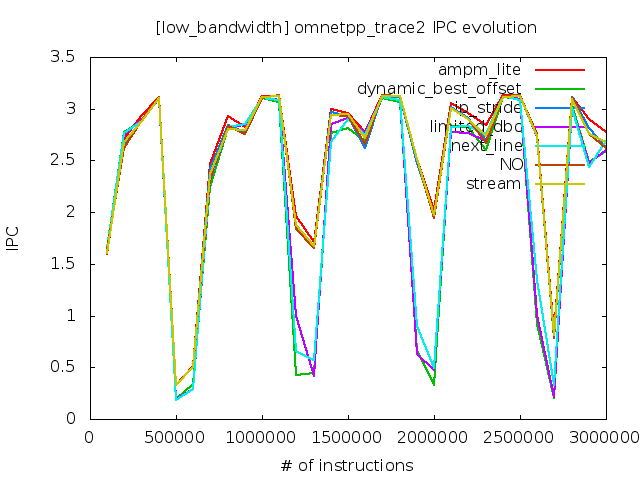 [low_bandwidth] omnetpp_trace2 IPC evolution
3.5
3
2.5
2
1.5
1
0.5
0
IPC
ampm_lite
dynamic_best_offset
ip_stride
next_line
NO
stream
0
500000
1000000
1500000
2000000
2500000
3000000
# of instructions